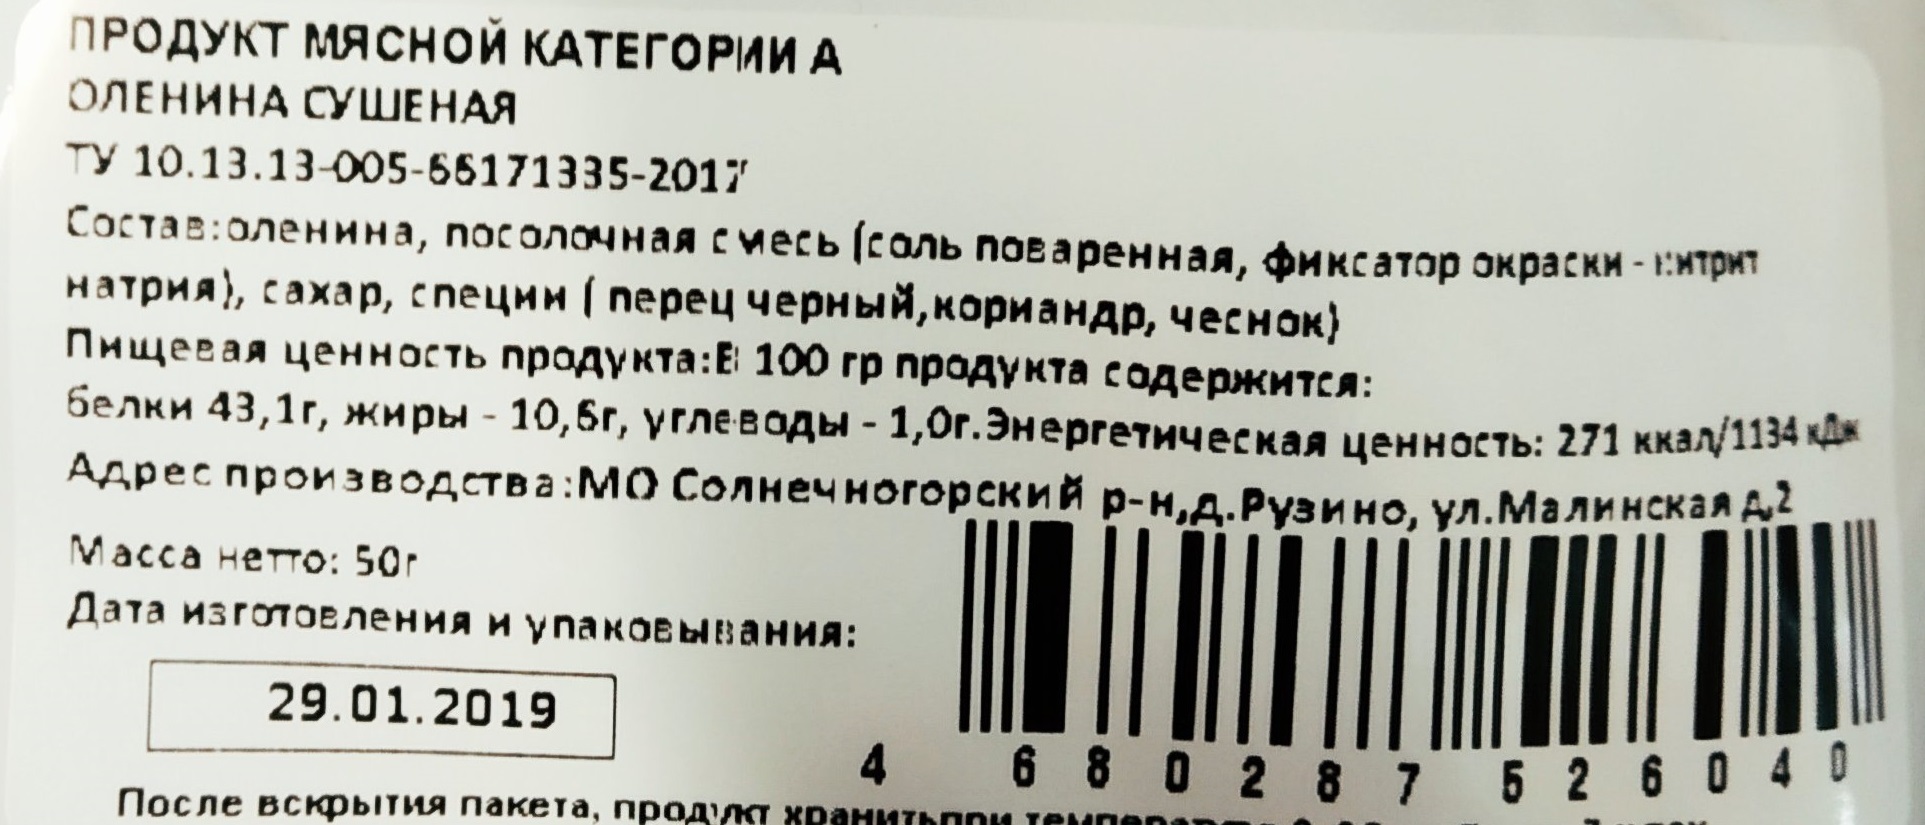 ПРОДУКТ МЯСНОЙ КАТЕГОРИИ А
ОЛЕНИНА СУШЕНАЯ
ТУ 10.13.13-005-66171335-2017
Состав:оленина, посолочная смесь (соль поваренная, фиксатор окраски - нитрит
натрия), сахар, специи ( перец черный,кориандр, чеснок)
Пищевая ценность продукта:В 100 гр продукта содержится:
белки 43,1г, жиры - 10,6г, углеводы - 1,0г.Энергетическая ценность: 271 ккал/1134 кДж
Адрес производства:МО Солнечногорский р-н,д.Рузино, ул.Малинская д,2
Масса нетто: 50г
Дата изготовления и упаковывания:
29.01.2019
4 680287 526040
После вскрытия пакета, продукт хранитьпри